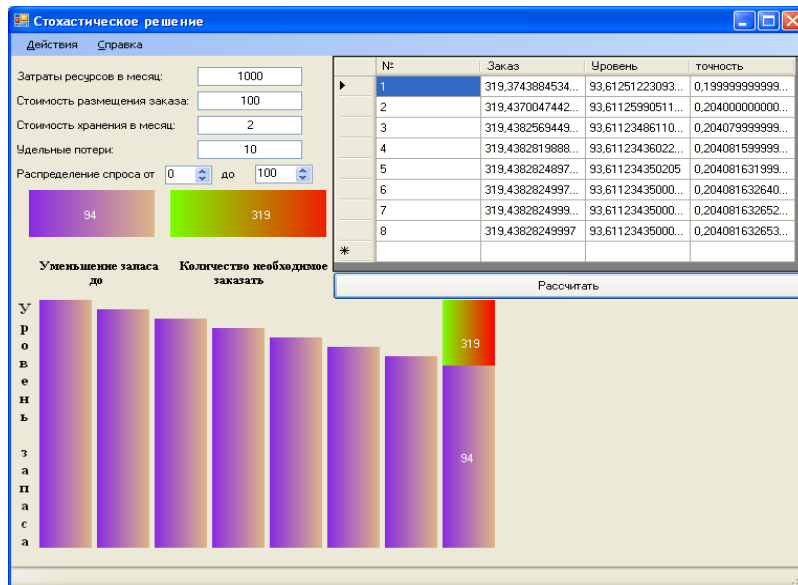 Стохастическое решение
Действия Справка
Затраты ресурсов в месяц: 1000
Стоимость размещения заказа: 100
Стоимость хранения в месяц: 2
Удельные потери: 10
Распределение спроса от 0 до 100
94 319
Уменьшение запаса до
Количество необходимое заказать
№ Заказ Уровень точность
1 319,3743884534... 93,61251223093... 0,199999999999...
2 319,4370047442... 93,61125990511... 0,204000000000...
3 319,4382569449... 93,61123486110... 0,204079999999...
4 319,4382819888... 93,61123436022... 0,204081599999...
5 319,4382824897... 93,611234350205 0,204081631999...
6 319,4382824997... 93,61123435000... 0,204081632640...
7 319,4382824999... 93,61123435000... 0,204081632652...
8 319,43828249997 93,61123435000... 0,204081632653...
Рассчитать
Уровень запаса
319
94